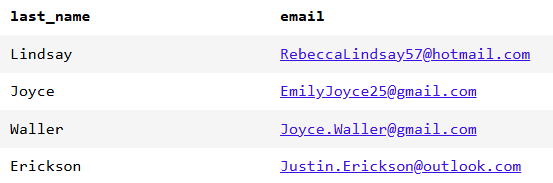 last_name email
Lindsay RebeccaLindsay57@hotmail.com
Joyce EmilyJoyce25@gmail.com
Waller Joyce.Waller@gmail.com
Erickson Justin.Erickson@outlook.com